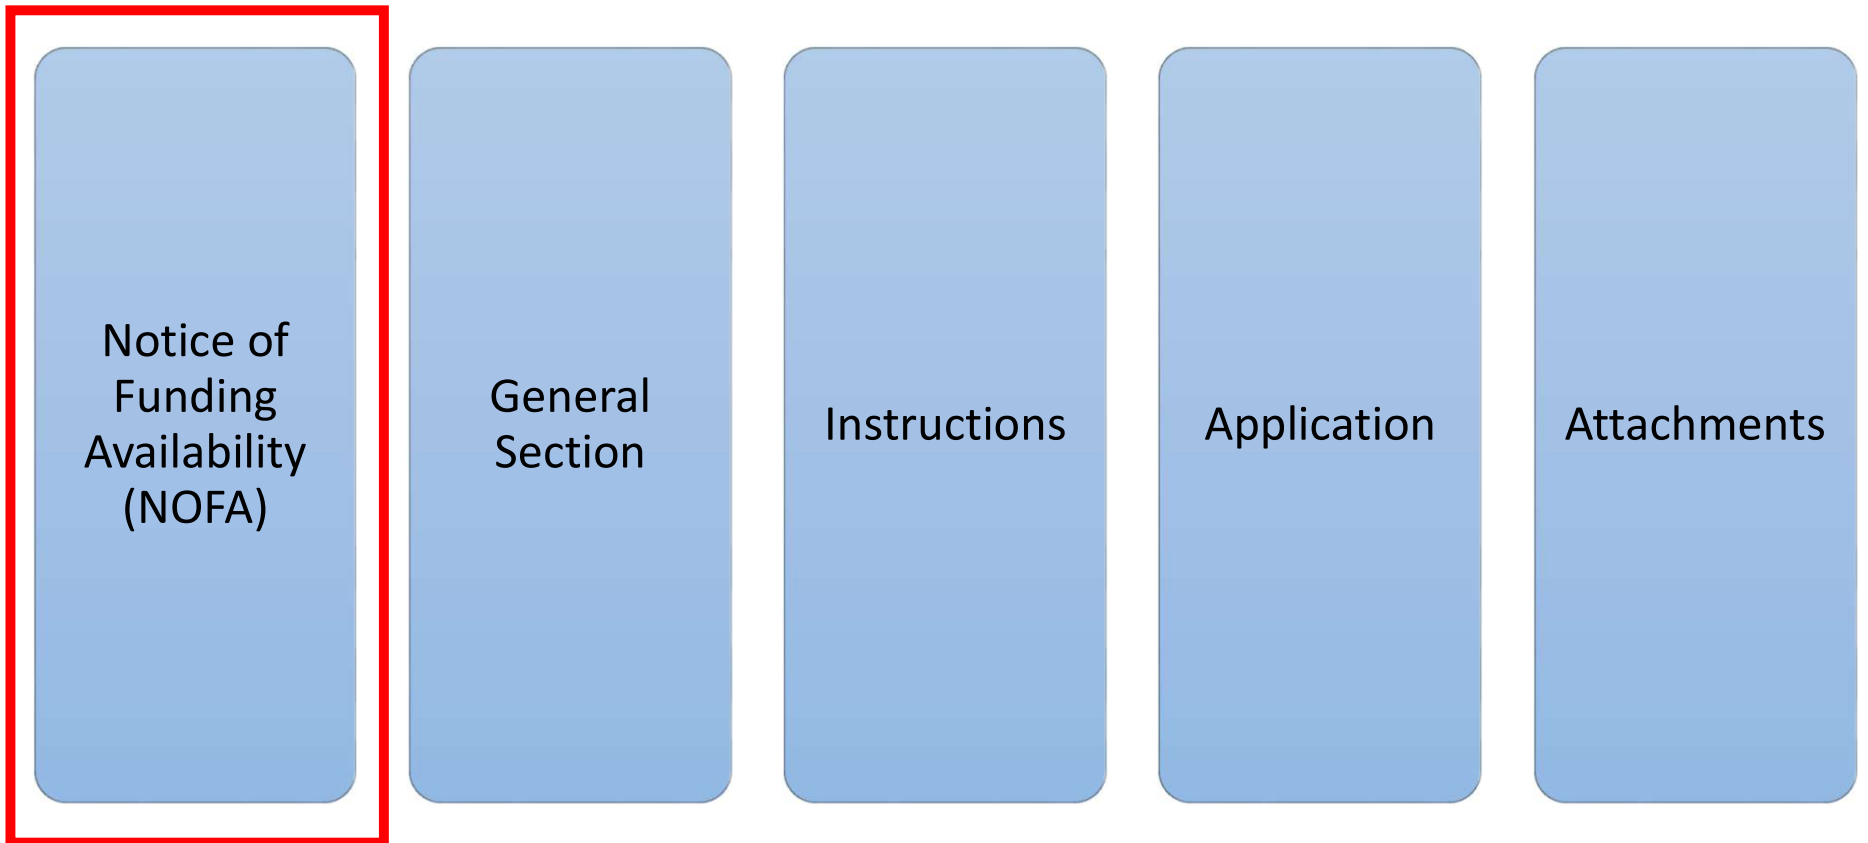 Notice of
Funding
Availability
(NOFA)
General
Section
Instructions
Application
Attachments